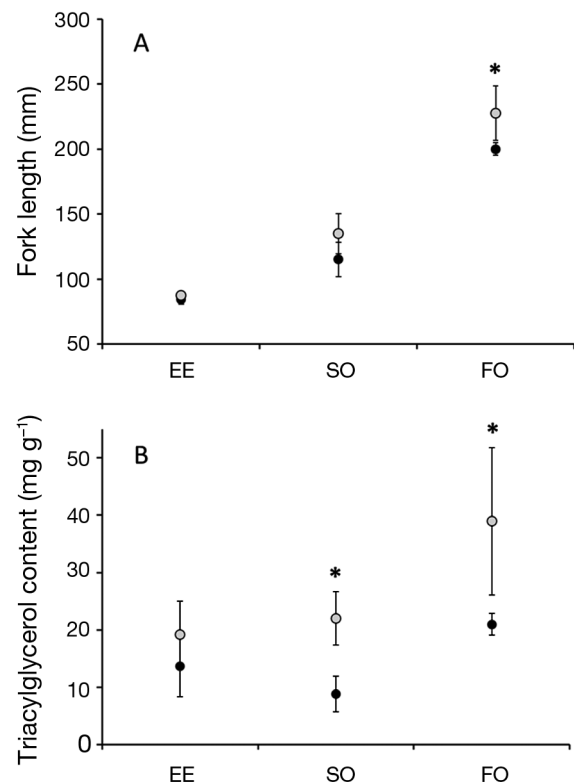 300
A
*
250
200
150
100
50
Fork length (mm)
EE SO FO
B
*
50
40
*
30
20
10
0
Triacylglycerol content (mg g⁻¹)
EE SO FO